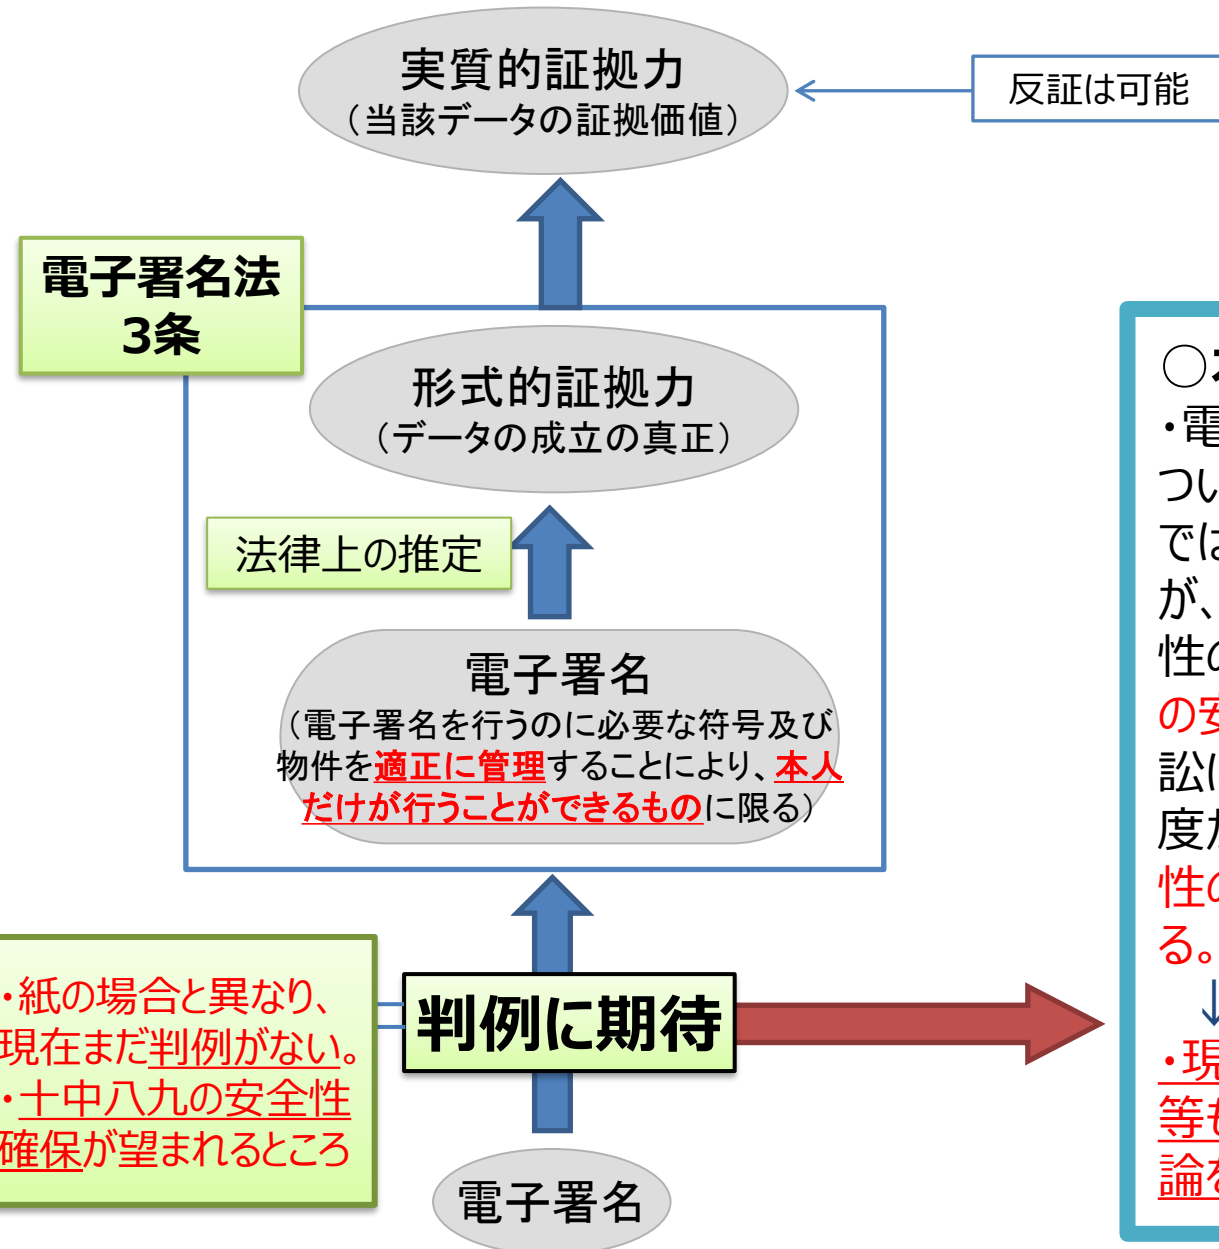 実質的証拠力
（当該データの証拠価値）
反証は可能
電子署名法
3条
形式的証拠力
（データの成立の真正）
法律上の推定
電子署名
（電子署名を行うのに必要な符号及び
物件を適正に管理することにより、本人
だけが行うことができるものに限る）
・紙の場合と異なり、
現在まだ判例がない。
・十中八九の安全性
確保が望まれるところ
判例に期待
電子署名
○
・電
つい
では
が、
性の
の安
訟に
度が
性の
る。
↓
・現
等も
論を